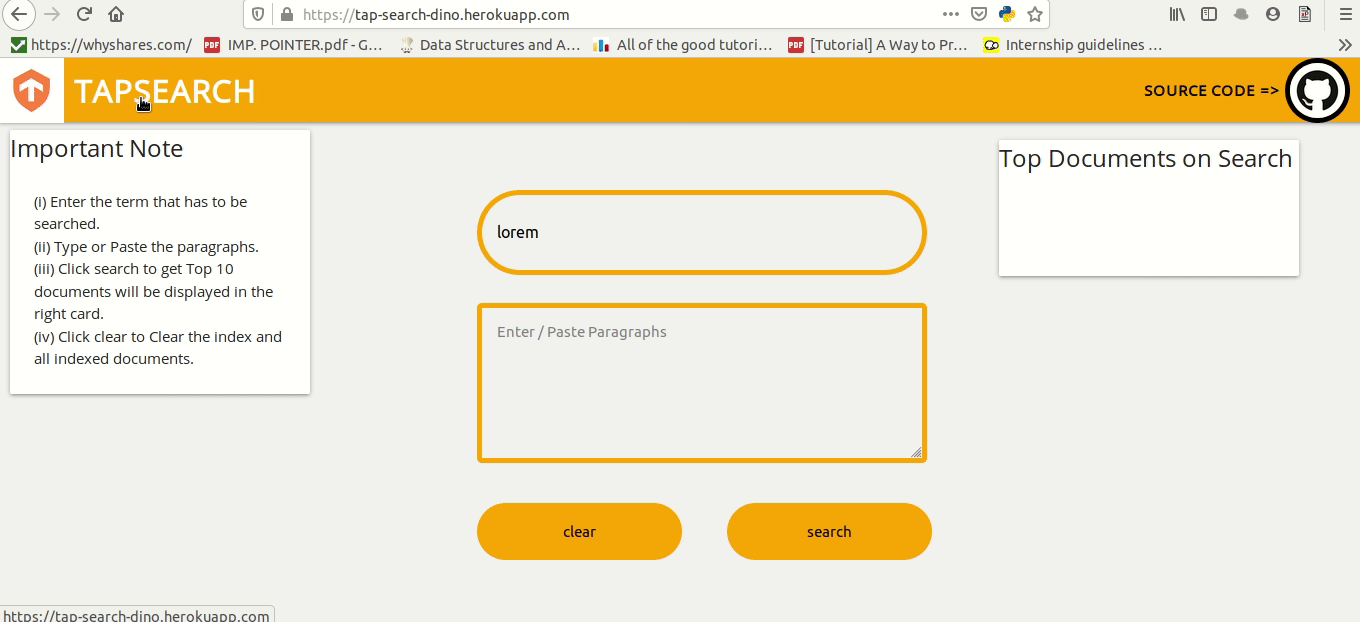 https://tap-search-dino.herokuapp.com
https://whyshares.com/ IMP. POINTER.pdf - G... Data Structures and A... All of the good tutori... [Tutorial] A Way to Pr... Internship guidelines ...
TAPSEARCH
SOURCE CODE =>
Important Note
(i) Enter the term that has to be
searched.
(ii) Type or Paste the paragraphs.
(iii) Click search to get Top 10
documents will be displayed in the
right card.
(iv) Click clear to Clear the index and
all indexed documents.
lorem
Enter / Paste Paragraphs
clear
search
Top Documents on Search
https://tap-search-dino.herokuapp.com